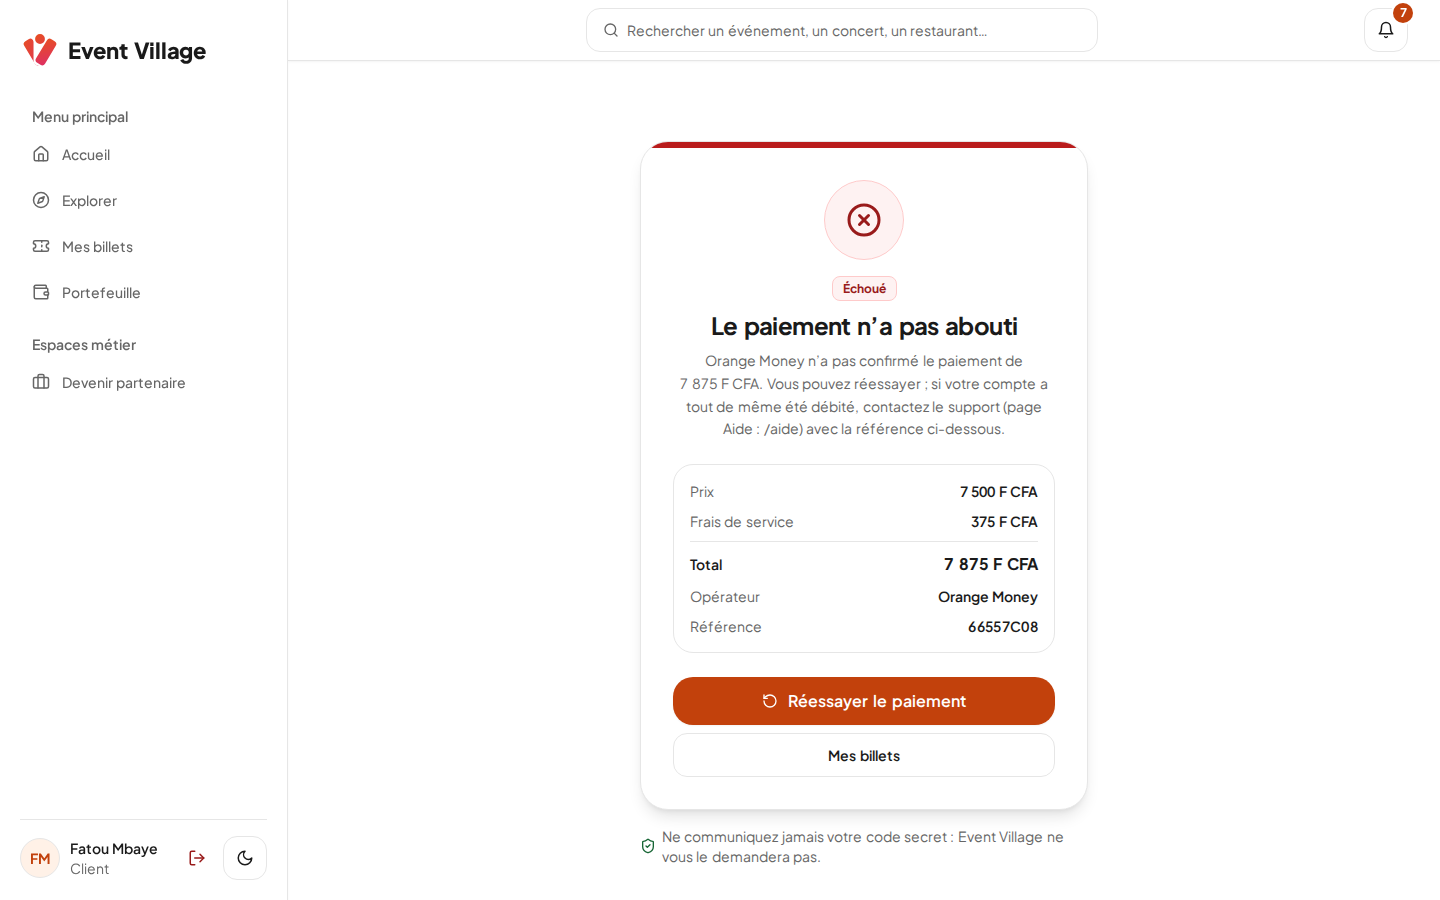 Event Village
Rechercher un événement, un concert, un restaurant…
7
Menu principal
Accueil
Explorer
Mes billets
Portefeuille
Espaces métier
Devenir partenaire
FM
Fatou Mbaye
Client
Échoué
Le paiement n’a pas abouti
Orange Money n’a pas confirmé le paiement de
7 875 F CFA. Vous pouvez réessayer ; si votre compte a
tout de même été débité, contactez le support (page
Aide : /aide) avec la référence ci-dessous.
Prix 7 500 F CFA
Frais de service 375 F CFA
Total 7 875 F CFA
Opérateur Orange Money
Référence 66557C08
Réessayer le paiement
Mes billets
Ne communiquez jamais votre code secret : Event Village ne
vous le demandera pas.